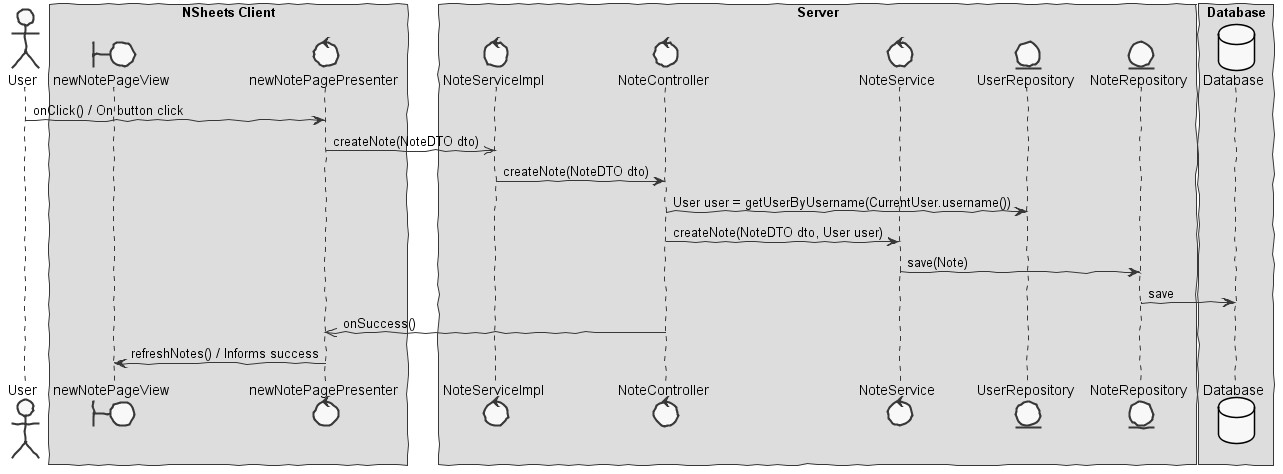 NSheets Client
Server
Database
User
newNotePageView
newNotePagePresenter
NoteServiceImpl
NoteController
NoteService
UserRepository
NoteRepository
Database
onClick() / On button click
createNote(NoteDTO dto)
createNote(NoteDTO dto)
User user = getUserByUsername(CurrentUser.username())
createNote(NoteDTO dto, User user)
save(Note)
save
onSuccess()
refreshNotes() / Informs success
User
newNotePageView
newNotePagePresenter
NoteServiceImpl
NoteController
NoteService
UserRepository
NoteRepository
Database